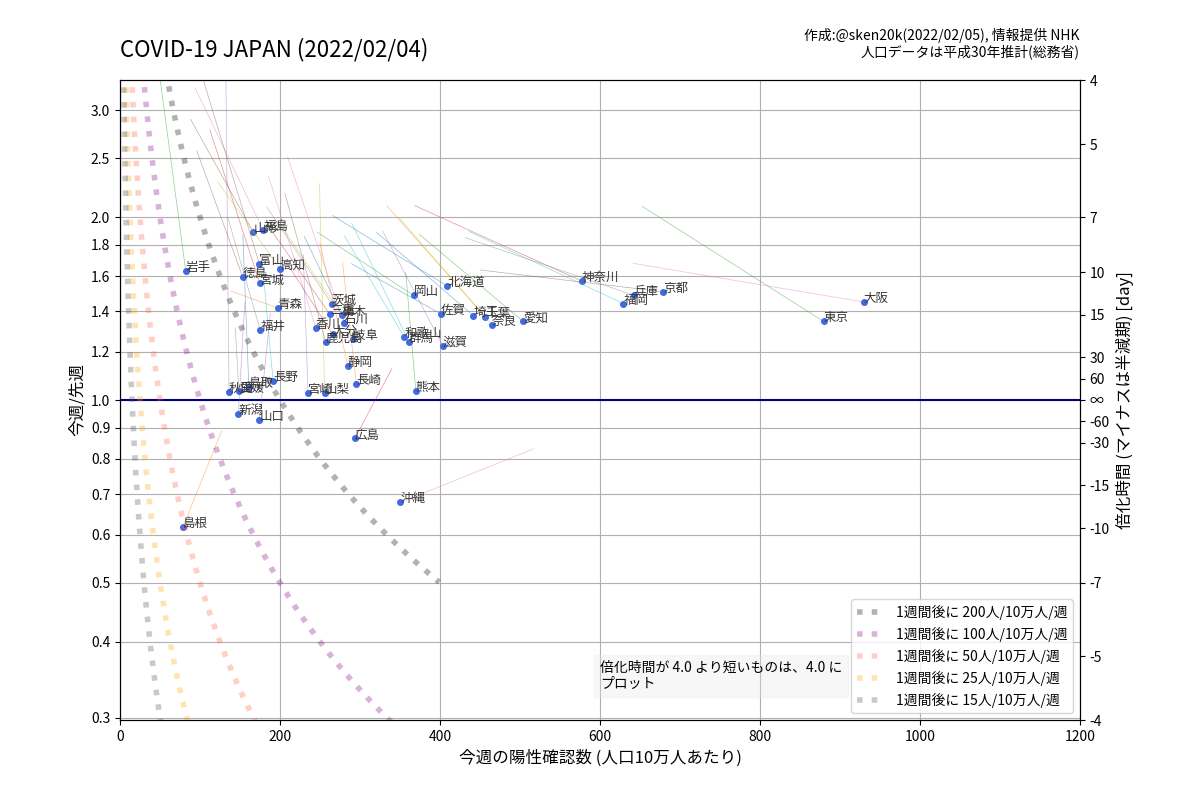 COVID-19 JAPAN (2022/02/04)
作成:@sken20k(2022/02/05), 情報提供 NHK
人口データは平成30年推計(総務省)
今週/先週
3.0
2.5
2.0
1.8
1.6
1.4
1.2
1.0
0.9
0.8
0.7
0.6
0.5
0.4
0.3
福島
富山
高知
岩手
徳島
宮城
神奈川
北海道
兵庫
京都
岡山
大阪
茨城
福岡
青森
佐賀
埼玉
千葉
奈良
愛知
東京
石川
香川
大分
福井
鹿児島
岐阜
和歌山
群馬
滋賀
静岡
長野
長崎
鳥取
宮崎
山梨
熊本
新潟
山口
広島
沖縄
島根
4
5
7
10
15
30
60
∞
-60
-30
-15
-10
-7
-5
-4
倍化時間 (マイナスは半減期) [day]
倍化時間が 4.0 より短いものは、4.0 に
プロット
1週間後に 200人/10万人/週
1週間後に 100人/10万人/週
1週間後に 50人/10万人/週
1週間後に 25人/10万人/週
1週間後に 15人/10万人/週
0
200
400
600
800
1000
1200
今週の陽性確認数 (人口10万人あたり)